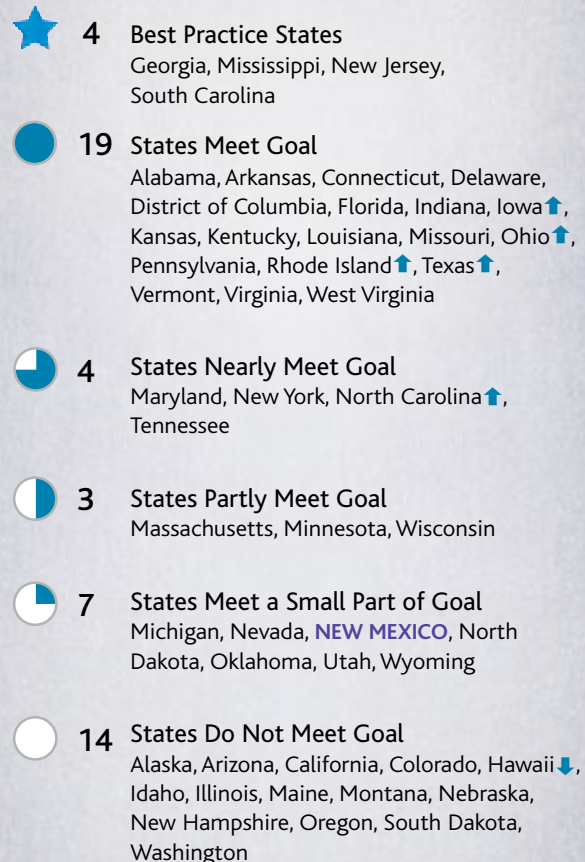 4 Best Practice States
Georgia, Mississippi, New Jersey,
South Carolina
19 States Meet Goal
Alabama, Arkansas, Connecticut, Delaware,
District of Columbia, Florida, Indiana, Iowa⬆,
Kansas, Kentucky, Louisiana, Missouri, Ohio⬆,
Pennsylvania, Rhode Island⬆, Texas⬆,
Vermont, Virginia, West Virginia
4 States Nearly Meet Goal
Maryland, New York, North Carolina⬆,
Tennessee
3 States Partly Meet Goal
Massachusetts, Minnesota, Wisconsin
7 States Meet a Small Part of Goal
Michigan, Nevada, NEW MEXICO, North
Dakota, Oklahoma, Utah, Wyoming
14 States Do Not Meet Goal
Alaska, Arizona, California, Colorado, Hawaii⬇,
Idaho, Illinois, Maine, Montana, Nebraska,
New Hampshire, Oregon, South Dakota,
Washington